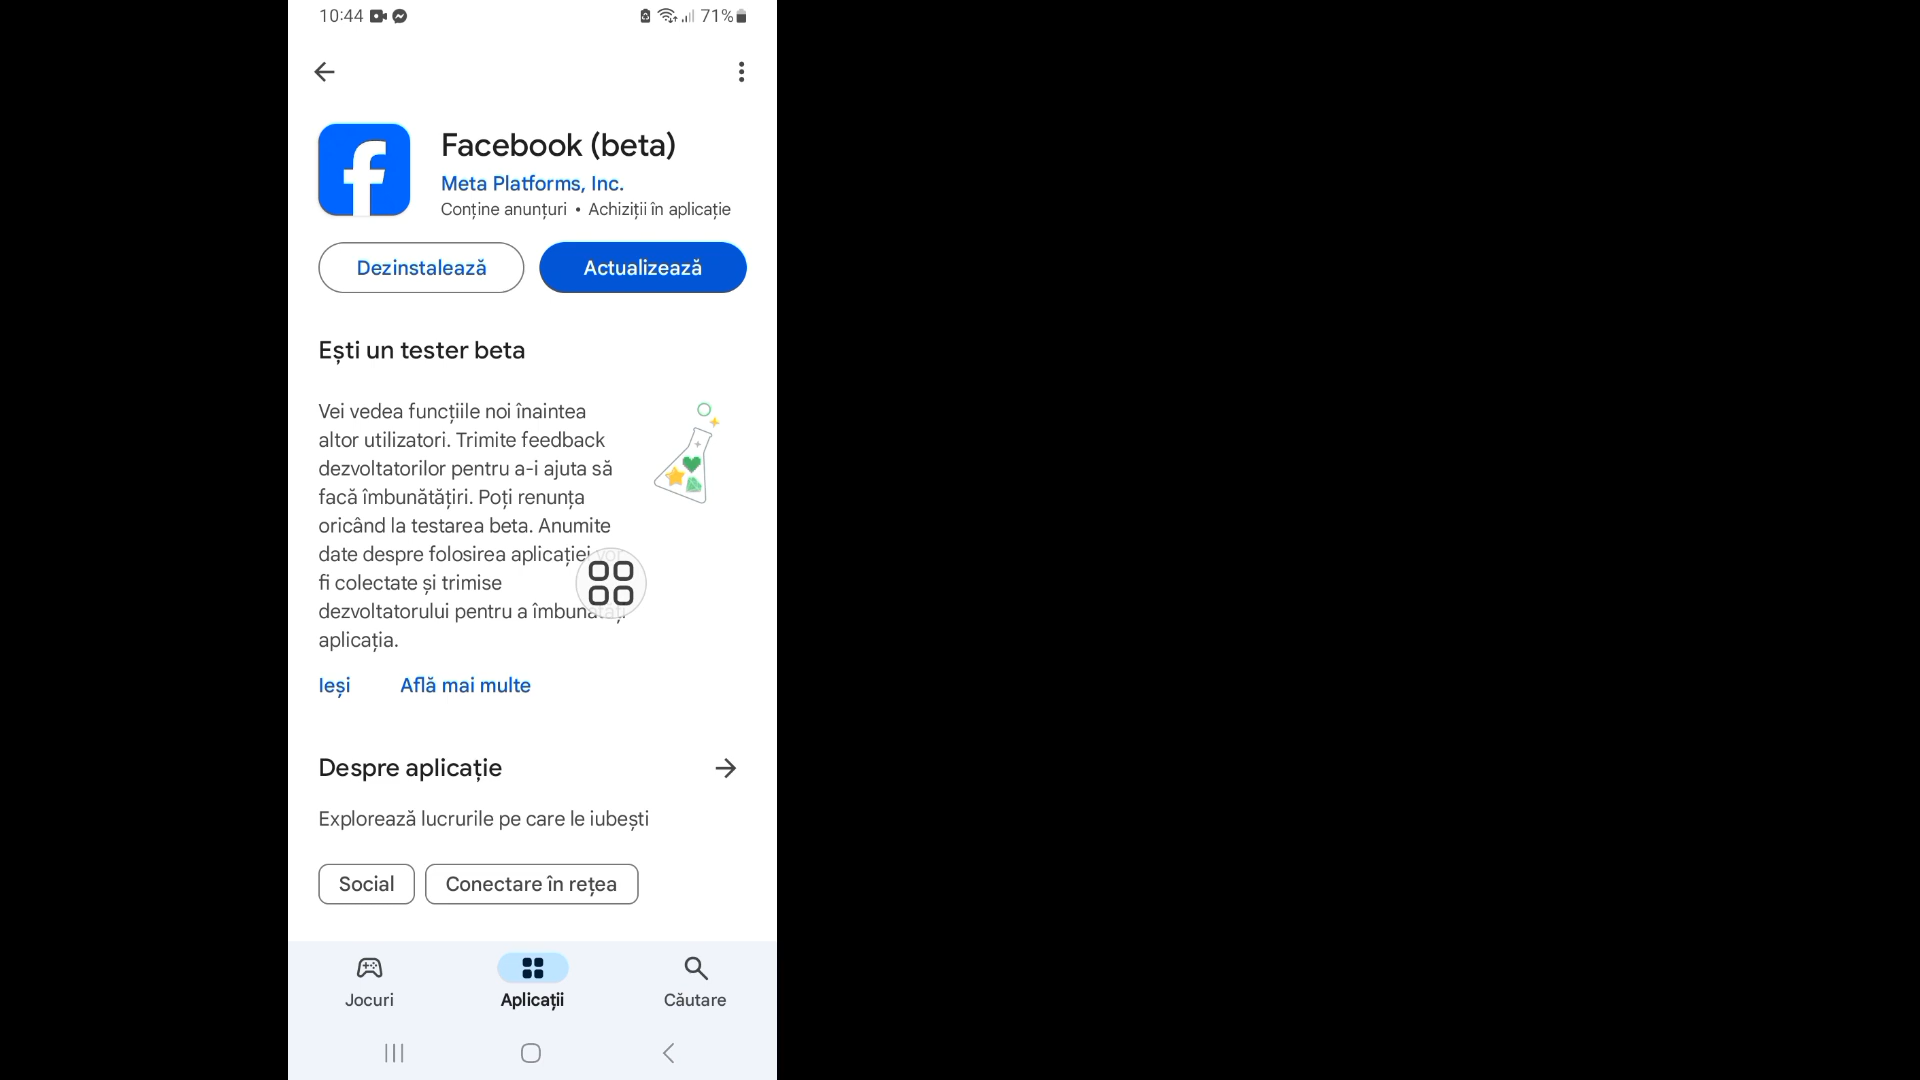 10:44 71%
Facebook (beta)
Meta Platforms, Inc.
Conține anunțuri • Achiziții în aplicație
Dezinstalează Actualizează
Ești un tester beta
Vei vedea funcțiile noi înaintea
altor utilizatori. Trimite feedback
dezvoltatorilor pentru a-i ajuta să
facă îmbunătățiri. Poți renunța
oricând la testarea beta. Anumite
date despre folosirea aplicației vor
fi colectate și trimise
dezvoltatorului pentru a îmbunătăți
aplicația.
Ieși Află mai multe
Despre aplicație
Explorează lucrurile pe care le iubești
Social Conectare în rețea
Jocuri Aplicații Căutare